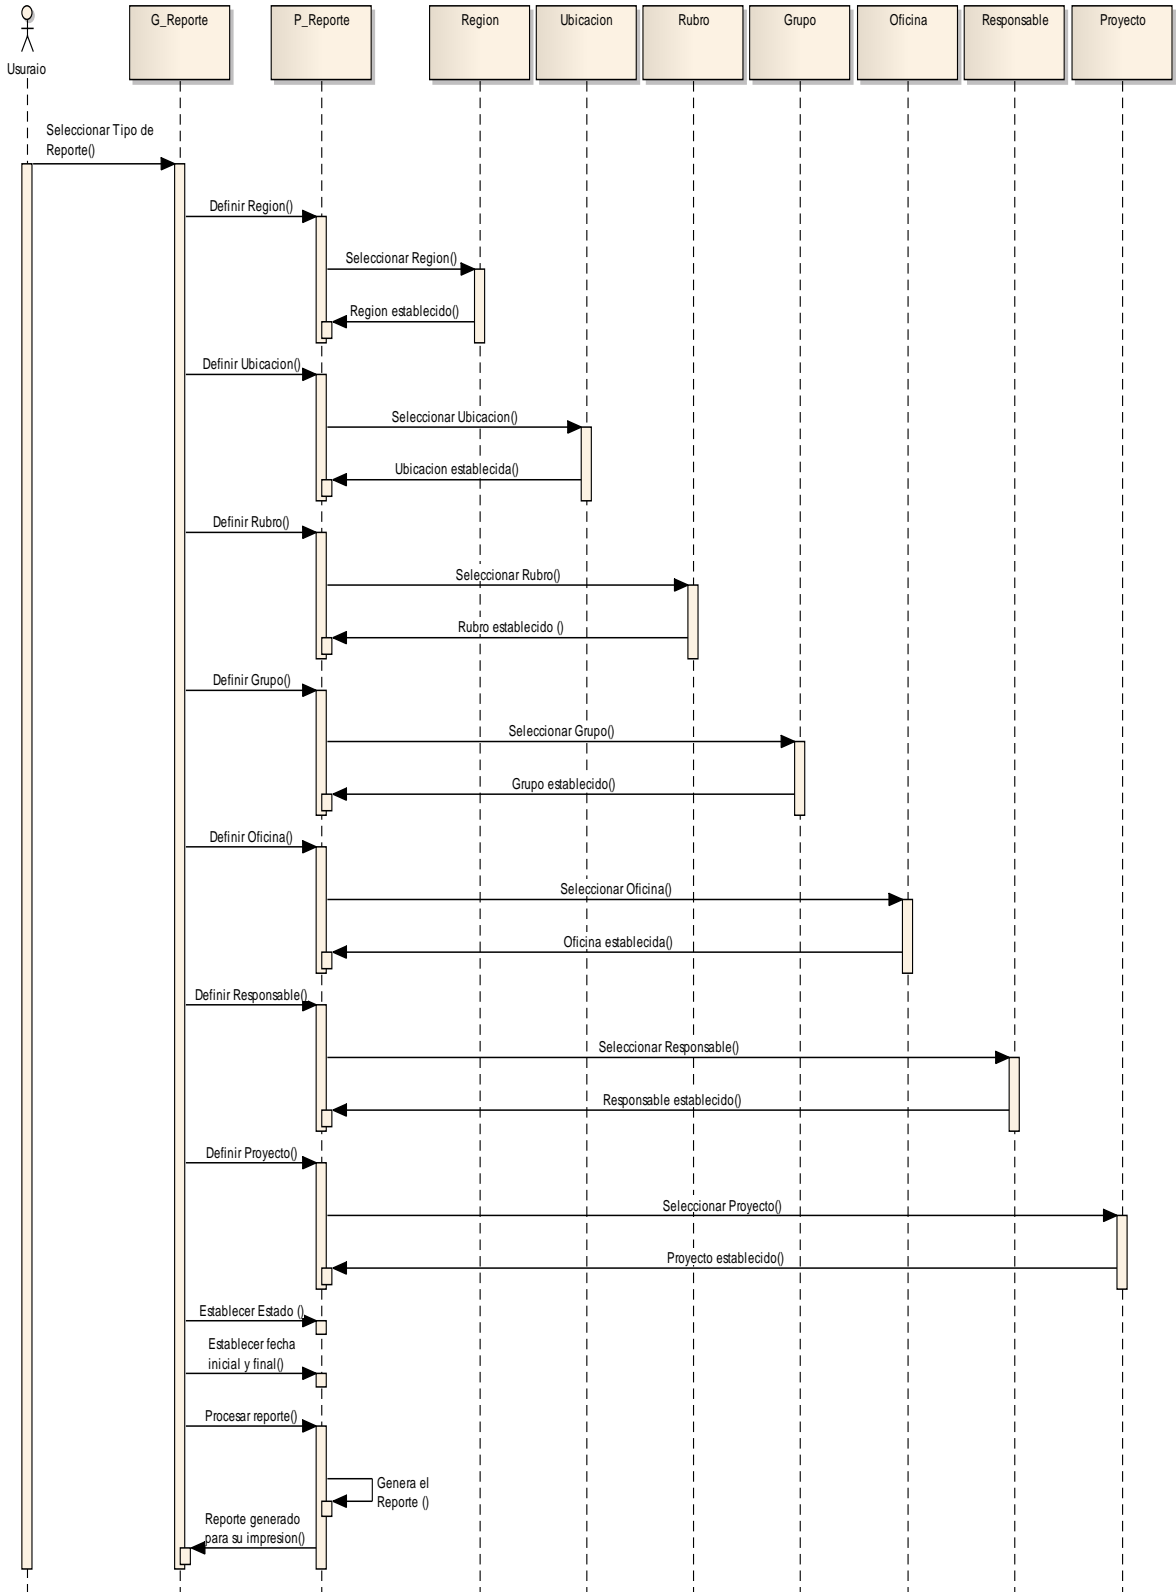 G_Reporte
P_Reporte
Region
Ubicacion
Rubro
Grupo
Oficina
Responsable
Proyecto
Usuraio
Seleccionar Tipo de
Reporte()
Definir Region()
Seleccionar Region()
Region establecido()
Definir Ubicacion()
Seleccionar Ubicacion()
Ubicacion establecida()
Definir Rubro()
Seleccionar Rubro()
Rubro establecido ()
Definir Grupo()
Seleccionar Grupo()
Grupo establecido()
Definir Oficina()
Seleccionar Oficina()
Oficina establecida()
Definir Responsable()
Seleccionar Responsable()
Responsable establecido()
Definir Proyecto()
Seleccionar Proyecto()
Proyecto establecido()
Establecer Estado ()
Establecer fecha
inicial y final()
Procesar reporte()
Genera el
Reporte ()
Reporte generado
para su impresion()